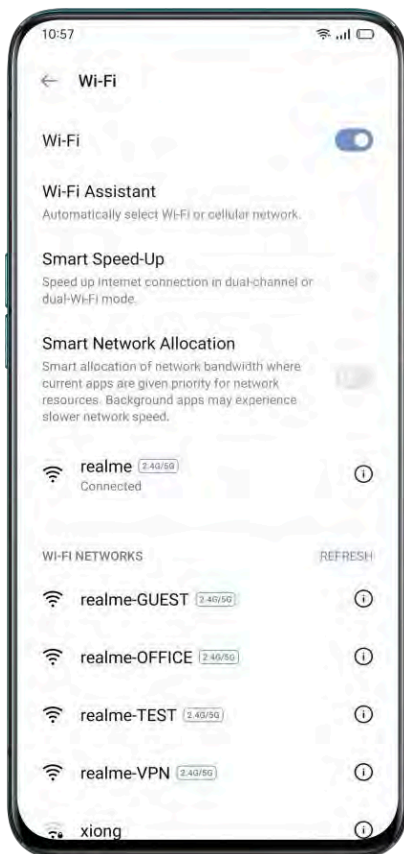 10:57
Wi-Fi
Wi-Fi
Wi-Fi Assistant
Automatically select Wi-Fi or cellular network.
Smart Speed-Up
Speed up Internet connection in dual-channel or
dual-Wi-Fi mode.
Smart Network Allocation
Smart allocation of network bandwidth where
current apps are given priority for network
resources. Background apps may experience
slower network speed.
realme 2.4G/5G
Connected
WI-FI NETWORKS REFRESH
realme-GUEST 2.4G/5G
realme-OFFICE 2.4G/5G
realme-TEST 2.4G/5G
realme-VPN 2.4G/5G
xiong